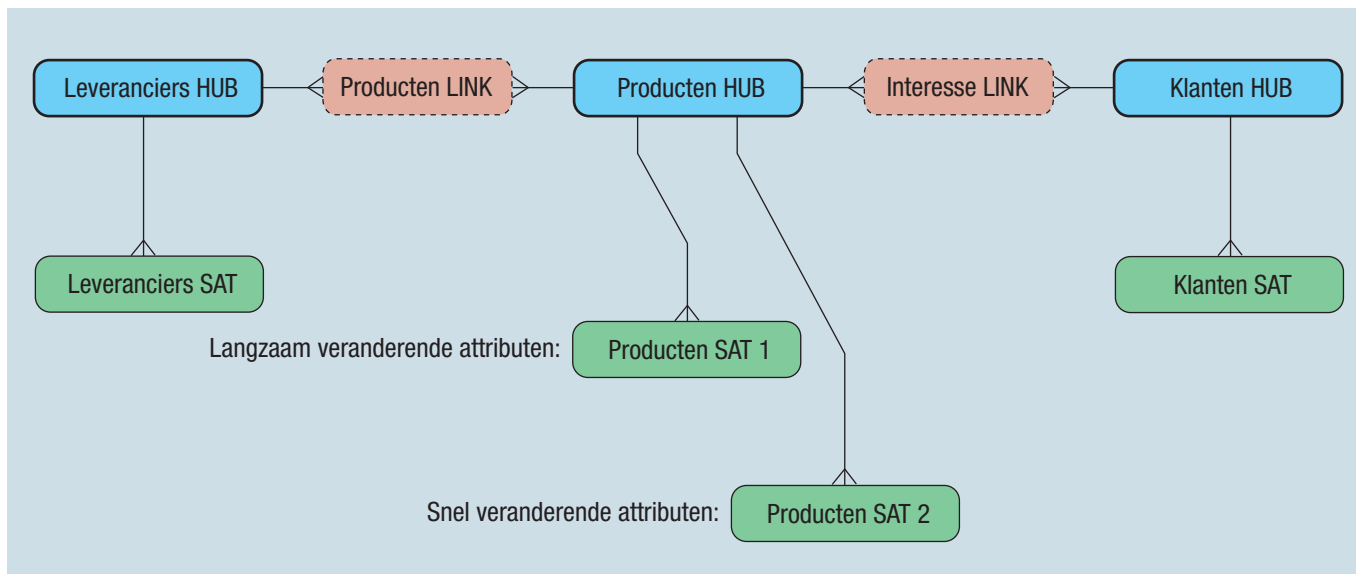 Leveranciers HUB
Producten LINK
Producten HUB
Interesse LINK
Klanten HUB
Leveranciers SAT
Klanten SAT
Langzaam veranderende attributen:
Producten SAT 1
Snel veranderende attributen:
Producten SAT 2